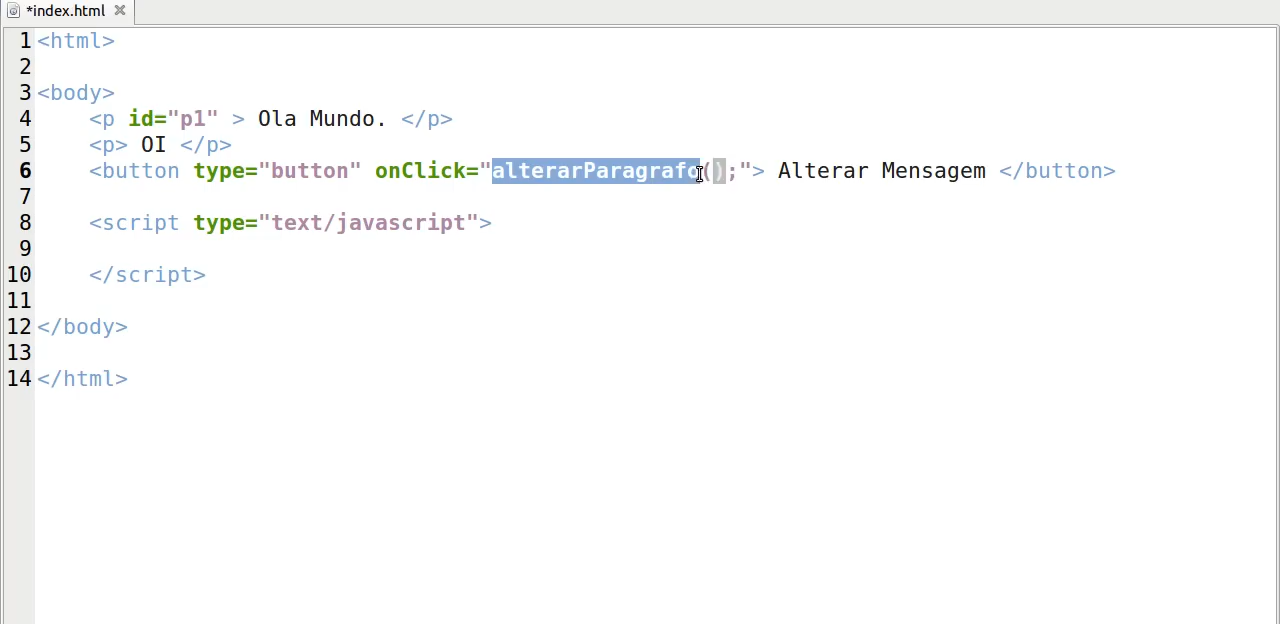 *index.html
1 <html>
2
3 <body>
4     <p id="p1" > Ola Mundo. </p>
5     <p> OI </p>
6     <button type="button" onClick="alterarParagrafo();"> Alterar Mensagem </button>
7
8     <script type="text/javascript">
9
10     </script>
11
12 </body>
13
14 </html>